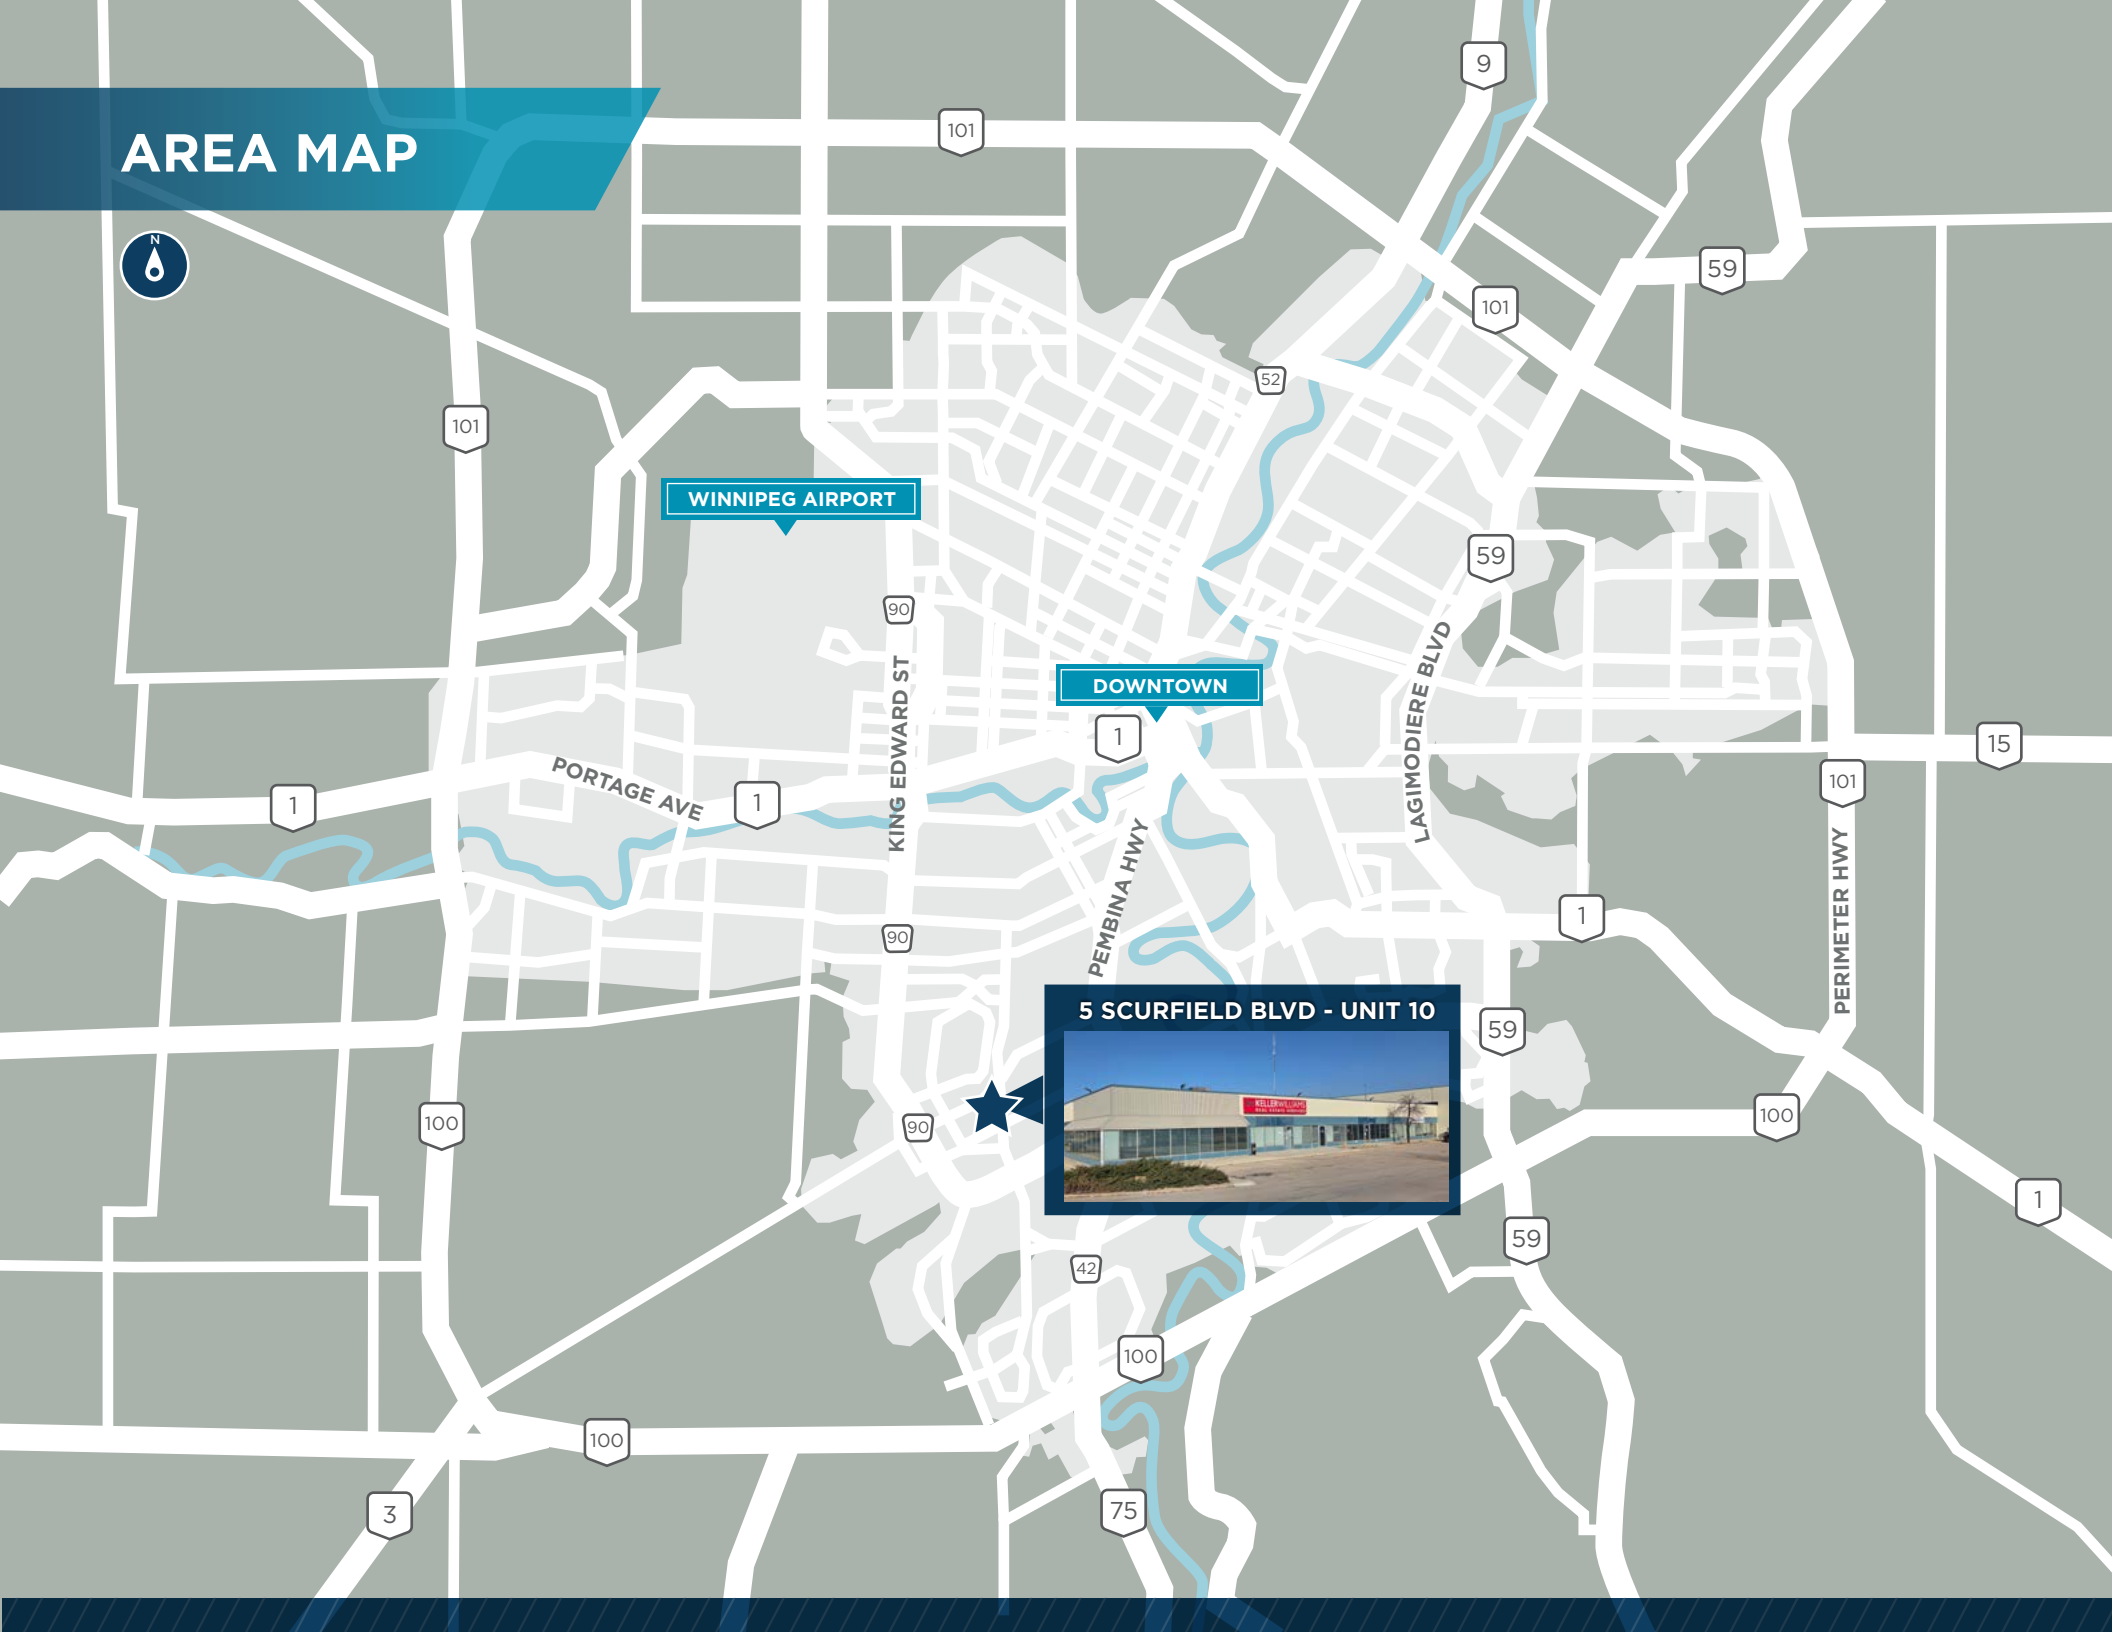 9
101
AREA MAP
N
59
101
52
101
WINNIPEG AIRPORT
59
90
LAGIMODIERE BLVD
KING EDWARD ST
DOWNTOWN
1
15
PORTAGE AVE
1
1
101
PEMBINA HWY
PERIMETER HWY
1
90
5 SCURFIELD BLVD - UNIT 10
59
KELLERWILLIAMS
100
90
100
1
59
42
100
100
75
3